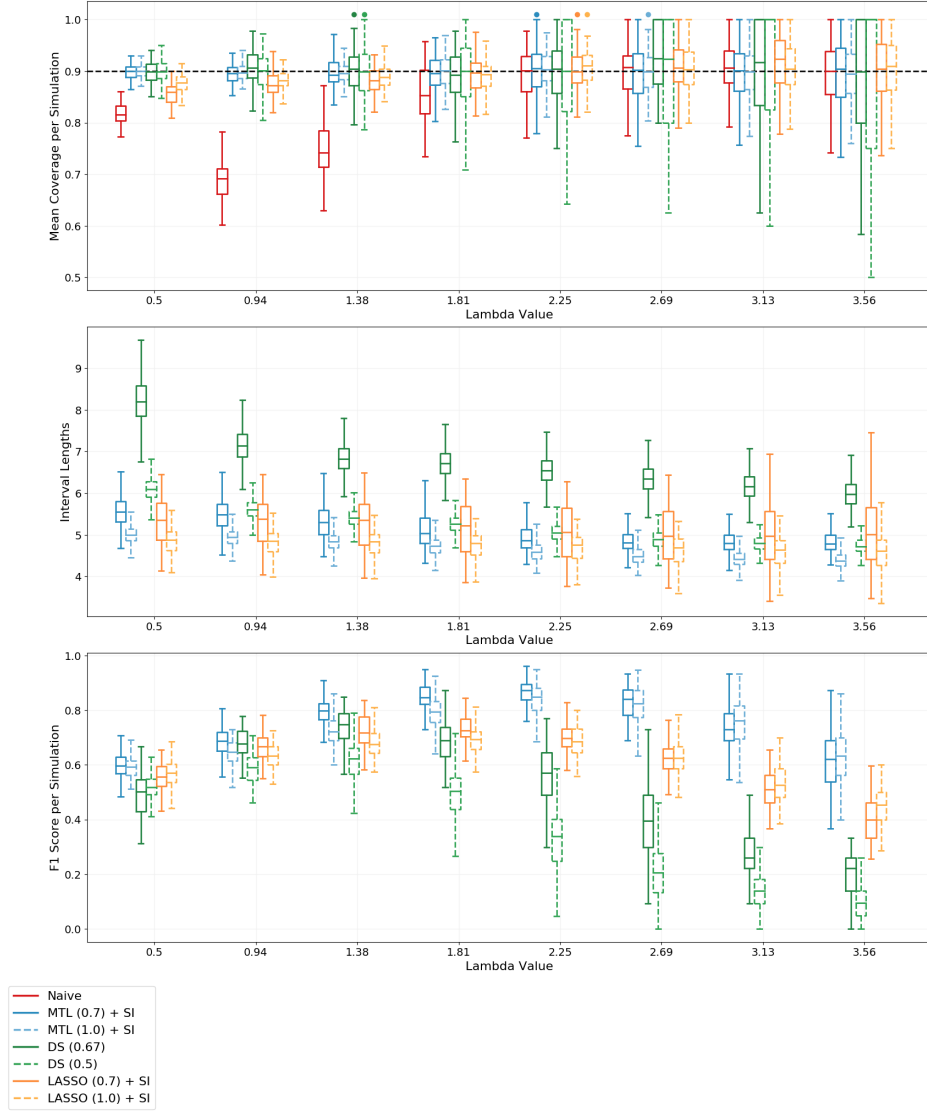 Mean Coverage per Simulation
1.0
0.9
0.8
0.7
0.6
0.5
0.5 0.94 1.38 1.81 2.25 2.69 3.13 3.56
Lambda Value
Interval Lengths
9
8
7
6
5
4
0.5 0.94 1.38 1.81 2.25 2.69 3.13 3.56
Lambda Value
F1 Score per Simulation
1.0
0.8
0.6
0.4
0.2
0.0
0.5 0.94 1.38 1.81 2.25 2.69 3.13 3.56
Lambda Value
Naive
MTL (0.7) + SI
MTL (1.0) + SI
DS (0.67)
DS (0.5)
LASSO (0.7) + SI
LASSO (1.0) + SI